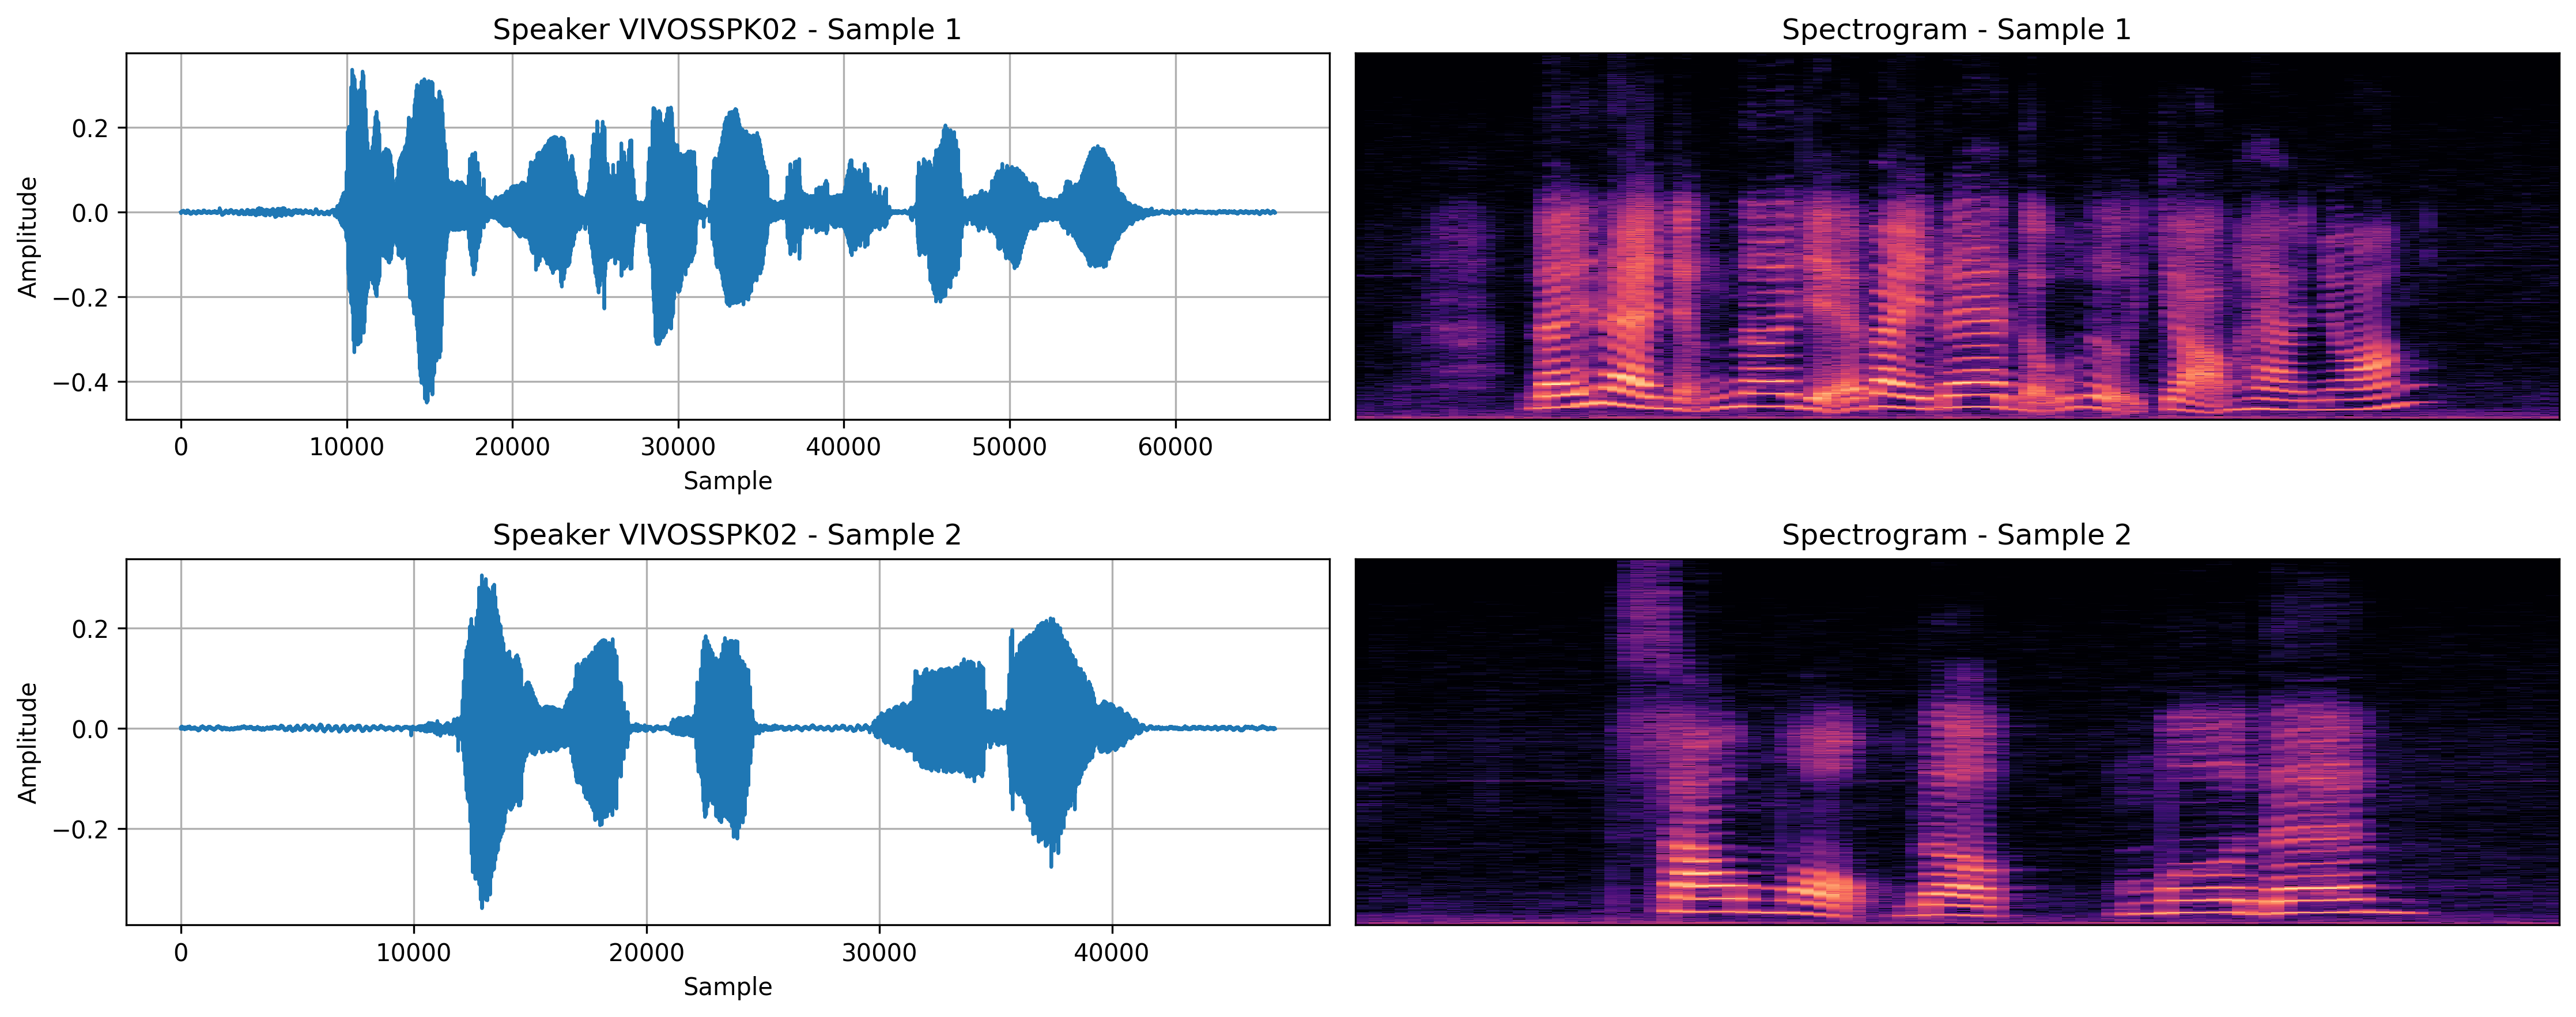 Speaker VIVOSSPK02 - Sample 1
Spectrogram - Sample 1
Amplitude
0.2
0.0
−0.2
−0.4
0 10000 20000 30000 40000 50000 60000
Sample
Speaker VIVOSSPK02 - Sample 2
Spectrogram - Sample 2
Amplitude
0.2
0.0
−0.2
0 10000 20000 30000 40000
Sample